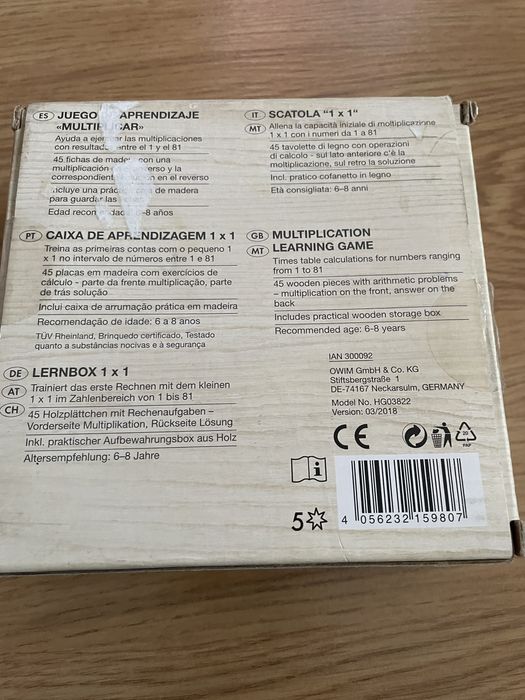 ES JUEGO APRENDIZAJE
«MULTIPLICAR»
Ayuda a ejercitar las multiplicaciones
con resultado entre el 1 y el 81
45 fichas de madera con una
multiplicación verso y la
correspondiente en el reverso
Incluye una práctica de madera
para guardarlas
Edad recomendada 6–8 años
IT MT SCATOLA "1 x 1"
Allena la capacità iniziale di moltiplicazione
1 x 1 con i numeri da 1 a 81
45 tavolette di legno con operazioni
di calcolo - sul lato anteriore c'è la
moltiplicazione, sul retro la soluzione
Incl. pratico cofanetto in legno
Età consigliata: 6–8 anni
PT CAIXA DE APRENDIZAGEM 1 x 1
Treina as primeiras contas com o pequeno 1
x 1 no intervalo de números entre 1 e 81
45 placas em madeira com exercícios de
cálculo - parte da frente multiplicação, parte
de trás solução
Inclui caixa de arrumação prática em madeira
Recomendação de idade: 6 a 8 anos
TÜV Rheinland, Brinquedo certificado, Testado
quanto a substâncias nocivas e à segurança
GB MT MULTIPLICATION
LEARNING GAME
Times table calculations for numbers ranging
from 1 to 81
45 wooden pieces with arithmetic problems
– multiplication on the front, answer on the
back
Includes practical wooden storage box
Recommended age: 6-8 years
DE AT CH LERNBOX 1 x 1
Trainiert das erste Rechnen mit dem kleinen
1 x 1 im Zahlenbereich von 1 bis 81
45 Holzplättchen mit Rechenaufgaben –
Vorderseite Multiplikation, Rückseite Lösung
Inkl. praktischer Aufbewahrungsbox aus Holz
Altersempfehlung: 6–8 Jahre
IAN 300092
OWIM GmbH & Co. KG
Stiftsbergstraße 1
DE-74167 Neckarsulm, GERMANY
Model No. HG03822
Version: 03/2018
CE
20
PAP
i
5
4 056232 159807